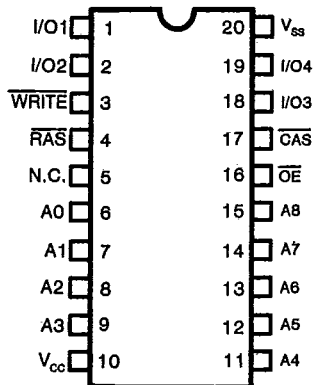 I/O1 1 20 Vss
I/O2 2 19 I/O4
WRITE 3 18 I/O3
RAS 4 17 CAS
N.C. 5 16 OE
A0 6 15 A8
A1 7 14 A7
A2 8 13 A6
A3 9 12 A5
Vcc 10 11 A4